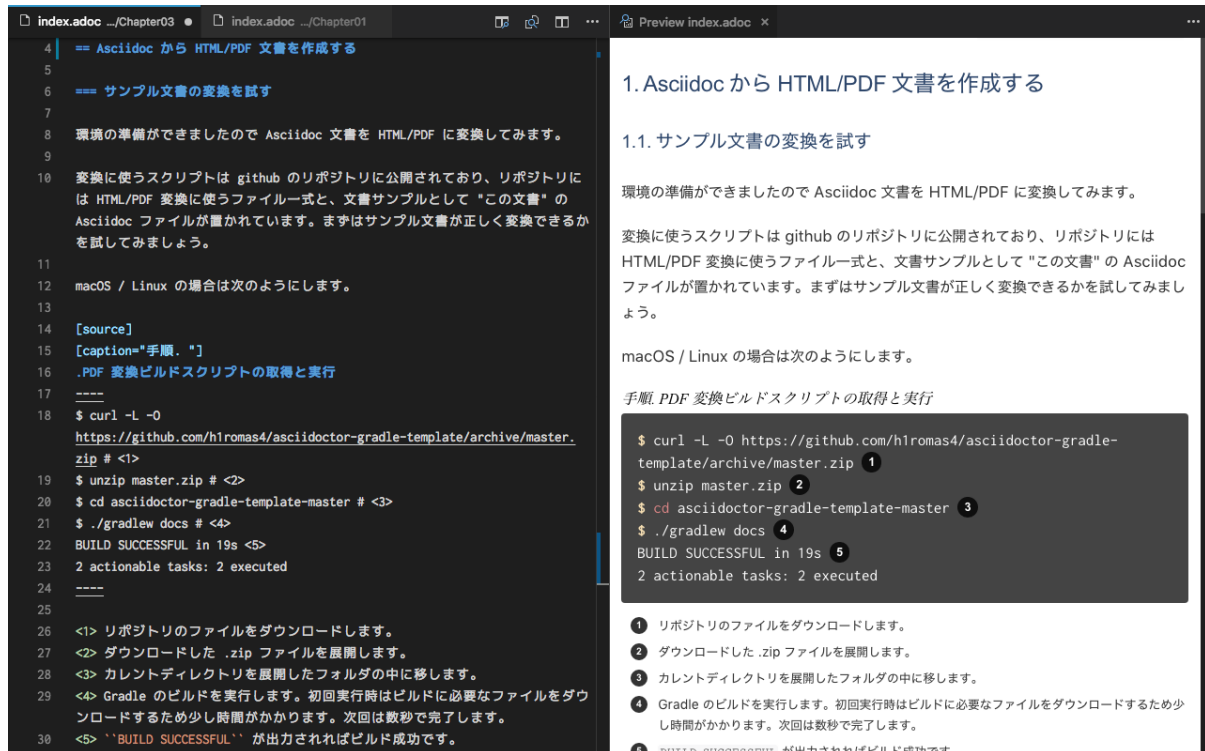 index.adoc .../Chapter03
index.adoc .../Chapter01
4 == Asciidoc から HTML/PDF 文書を作成する
5
6 === サンプル文書の変換を試す
7
8 環境の準備ができましたので Asciidoc 文書を HTML/PDF に変換してみます。
9
10 変換に使うスクリプトは github のリポジトリに公開されており、リポジトリに
は HTML/PDF 変換に使うファイル一式と、文書サンプルとして "この文書" の
Asciidoc ファイルが置かれています。まずはサンプル文書が正しく変換できるか
を試してみましょう。
11
12 macOS / Linux の場合は次のようにします。
13
14 [source]
15 [caption="手順. "]
16 .PDF 変換ビルドスクリプトの取得と実行
17 ----
18 $ curl -L -O
https://github.com/h1romas4/asciidoctor-gradle-template/archive/master.
zip # <1>
19 $ unzip master.zip # <2>
20 $ cd asciidoctor-gradle-template-master # <3>
21 $ ./gradlew docs # <4>
22 BUILD SUCCESSFUL in 19s <5>
23 2 actionable tasks: 2 executed
24 ----
25
26 <1> リポジトリのファイルをダウンロードします。
27 <2> ダウンロードした .zip ファイルを展開します。
28 <3> カレントディレクトリを展開したフォルダの中に移します。
29 <4> Gradle のビルドを実行します。初回実行時はビルドに必要なファイルをダウ
ンロードするため少し時間がかかります。次回は数秒で完了します。
30 <5> ``BUILD SUCCESSFUL`` が出力されればビルド成功です。
Preview index.adoc
1. Asciidoc から HTML/PDF 文書を作成する
1.1. サンプル文書の変換を試す
環境の準備ができましたので Asciidoc 文書を HTML/PDF に変換してみます。
変換に使うスクリプトは github のリポジトリに公開されており、リポジトリには
HTML/PDF 変換に使うファイル一式と、文書サンプルとして "この文書" の Asciidoc
ファイルが置かれています。まずはサンプル文書が正しく変換できるかを試してみまし
ょう。
macOS / Linux の場合は次のようにします。
手順. PDF 変換ビルドスクリプトの取得と実行
$ curl -L -O https://github.com/h1romas4/asciidoctor-gradle-
template/archive/master.zip 1
$ unzip master.zip 2
$ cd asciidoctor-gradle-template-master 3
$ ./gradlew docs 4
BUILD SUCCESSFUL in 19s 5
2 actionable tasks: 2 executed
1 リポジトリのファイルをダウンロードします。
2 ダウンロードした .zip ファイルを展開します。
3 カレントディレクトリを展開したフォルダの中に移します。
4 Gradle のビルドを実行します。初回実行時はビルドに必要なファイルをダウンロードするため少
し時間がかかります。次回は数秒で完了します。
5 BUILD SUCCESSFUL が出力されればビルド成功です。